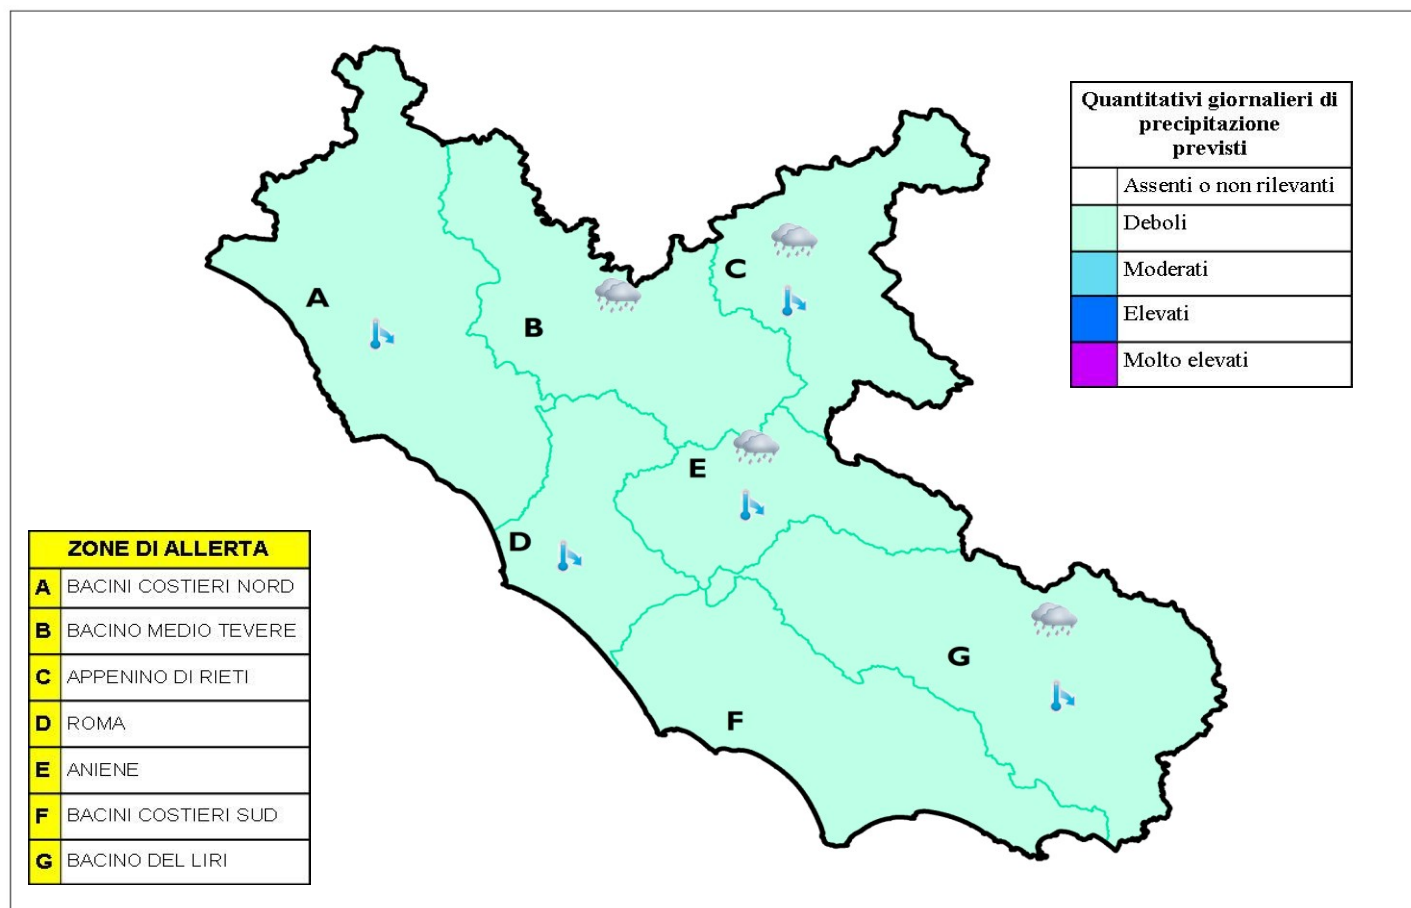 Quantitativi giornalieri di
precipitazione
previsti
Assenti o non rilevanti
Deboli
Moderati
Elevati
Molto elevati
A
B
C
E
D
G
F
ZONE DI ALLERTA
A BACINI COSTIERI NORD
B BACINO MEDIO TEVERE
C APPENINO DI RIETI
D ROMA
E ANIENE
F BACINI COSTIERI SUD
G BACINO DEL LIRI